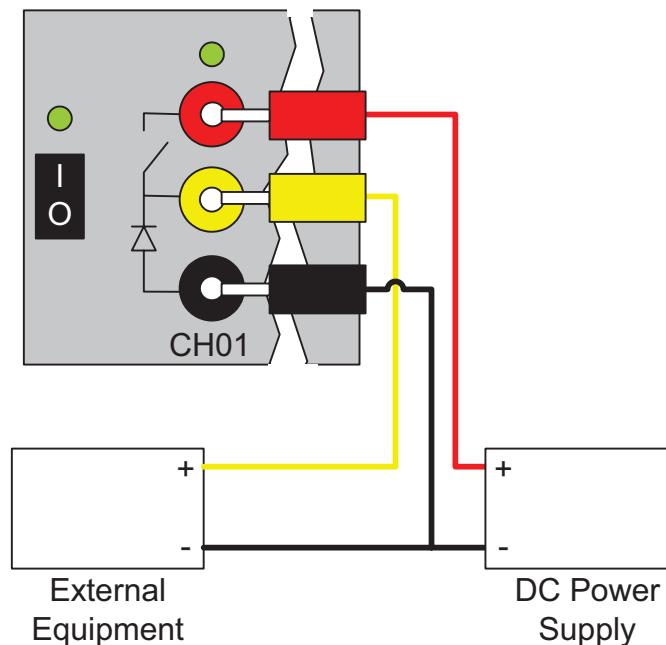 I
O
CH01
+
-
External
Equipment
+
-
DC Power
Supply